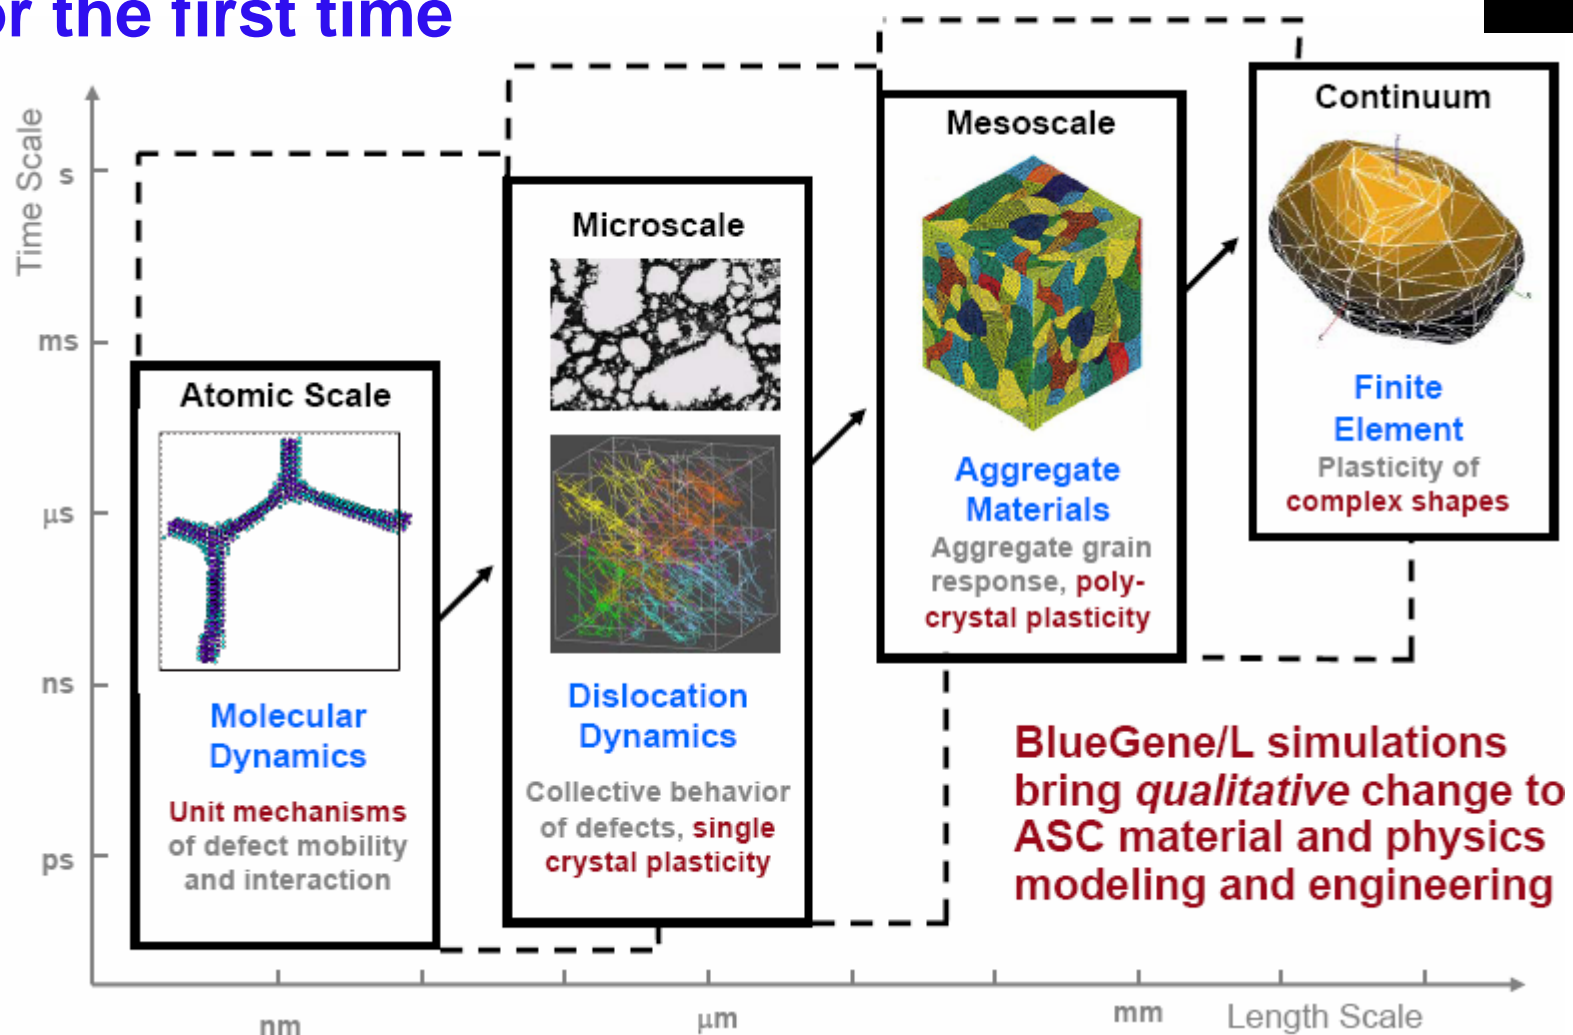 or the first time
Time Scale
s
ms
μs
ns
ps
Atomic Scale
Molecular
Dynamics
Unit mechanisms
of defect mobility
and interaction
Microscale
Dislocation
Dynamics
Collective behavior
of defects, single
crystal plasticity
Mesoscale
Aggregate
Materials
Aggregate grain
response, poly-
crystal plasticity
Continuum
Finite
Element
Plasticity of
complex shapes
BlueGene/L simulations
bring qualitative change to
ASC material and physics
modeling and engineering
nm
μm
mm
Length Scale